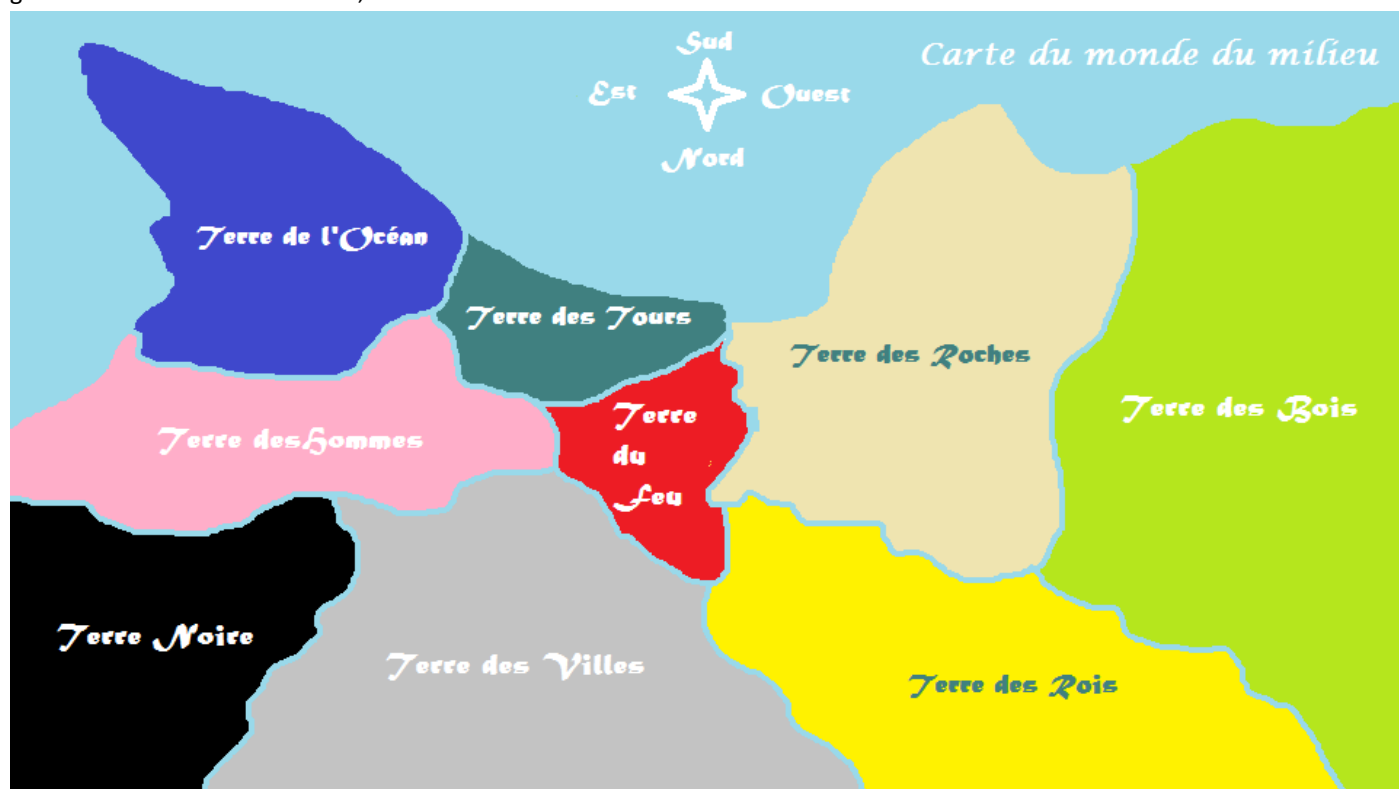 Sud
Carte du monde du milieu
Est
Ouest
Nord
Terre de l'Océan
Terre des Tours
Terre des Roches
Terre des Bois
Terre
du
Feu
Terre desHommes
Terre Noire
Terre des Villes
Terre des Rois